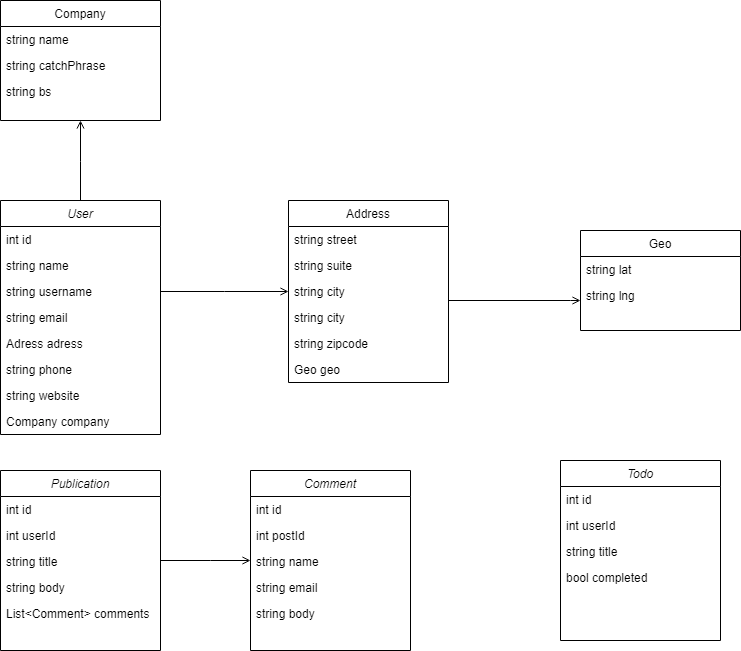 Company
string name
string catchPhrase
string bs
User
int id
string name
string username
string email
Adress adress
string phone
string website
Company company
Address
string street
string suite
string city
string city
string zipcode
Geo geo
Geo
string lat
string lng
Publication
int id
int userId
string title
string body
List<Comment> comments
Comment
int id
int postId
string name
string email
string body
Todo
int id
int userId
string title
bool completed